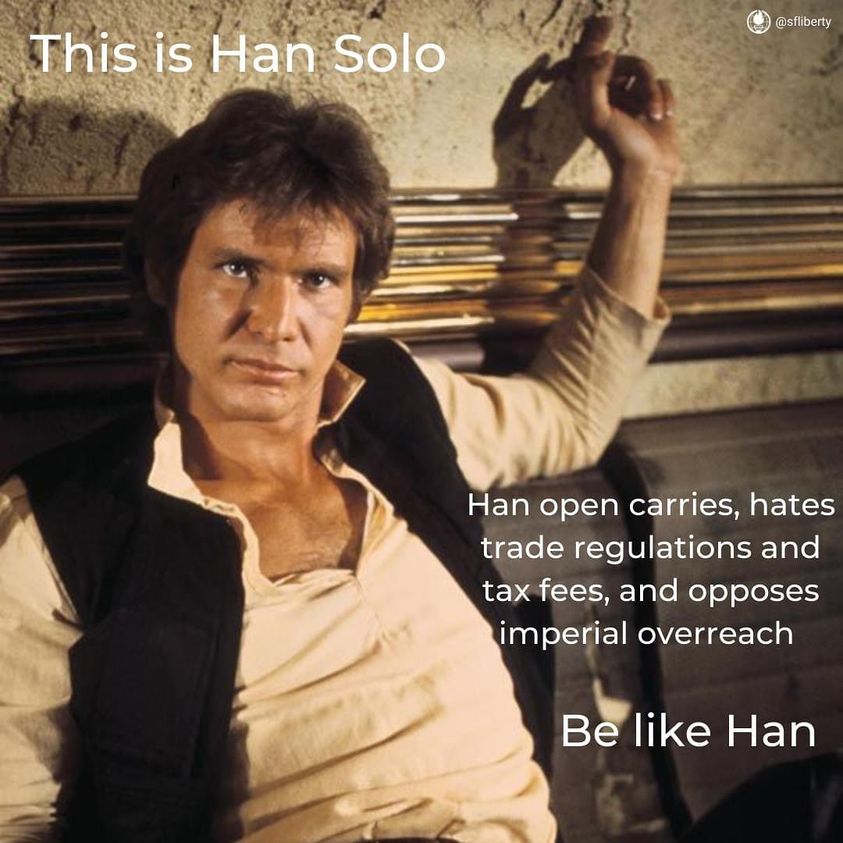 @sfliberty
This is Han Solo
Han open carries, hates
trade regulations and
tax fees, and opposes
imperial overreach
Be like Han